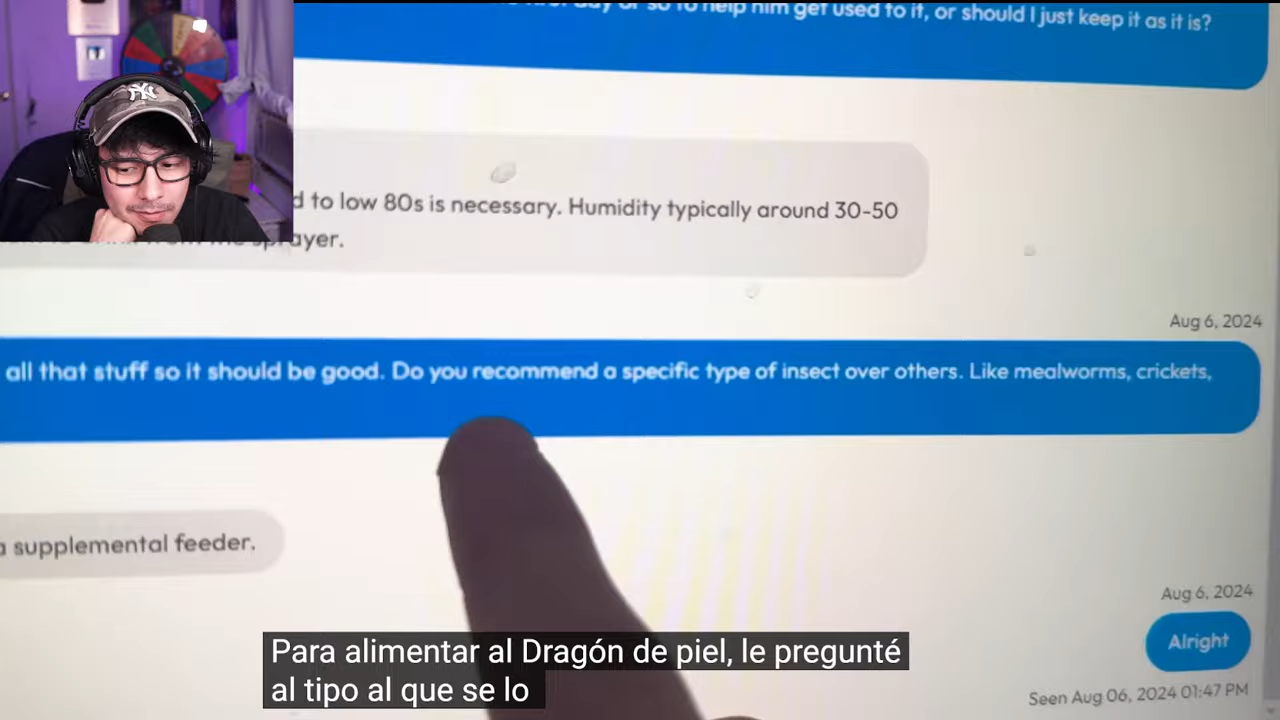 to help him get used to it, or should I just keep it as it is?
to low 80s is necessary. Humidity typically around 30-50
sprayer.
Aug 6, 2024
all that stuff so it should be good. Do you recommend a specific type of insect over others. Like mealworms, crickets,
a supplemental feeder.
Aug 6, 2024
Alright
Seen Aug 06, 2024 01:47 PM
Para alimentar al Dragón de piel, le pregunté
al tipo al que se lo